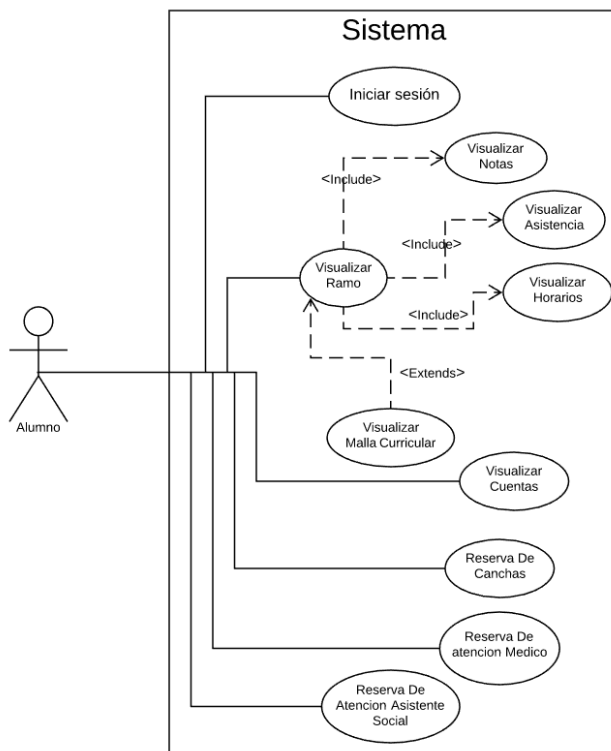 Sistema
Iniciar sesión
Visualizar
Notas
<Include>
Visualizar
Asistencia
<Include>
Visualizar
Ramo
Visualizar
Horarios
<Include>
<Extends>
Alumno
Visualizar
Malla Curricular
Visualizar
Cuentas
Reserva De
Canchas
Reserva De
atencion Medico
Reserva De
Atencion Asistente
Social